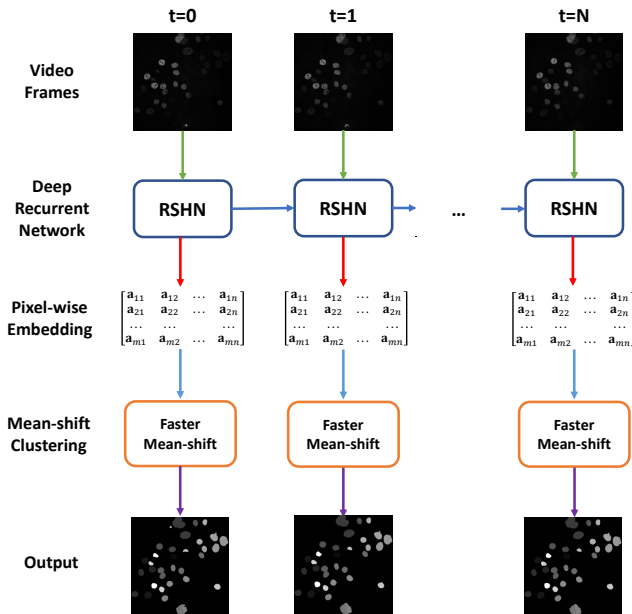 t=0 t=1 t=N
Video
Frames
Deep
Recurrent
Network
RSHN RSHN ... RSHN
Pixel-wise
Embedding
a11 a12 ... a1n a11 a12 ... a1n a11 a12 ... a1n
a21 a22 ... a2n a21 a22 ... a2n a21 a22 ... a2n
... ... ... ... ... ...
am1 am2 ... amn am1 am2 ... amn am1 am2 ... amn
Mean-shift
Clustering
Faster
Mean-shift
Faster
Mean-shift
Faster
Mean-shift
Output